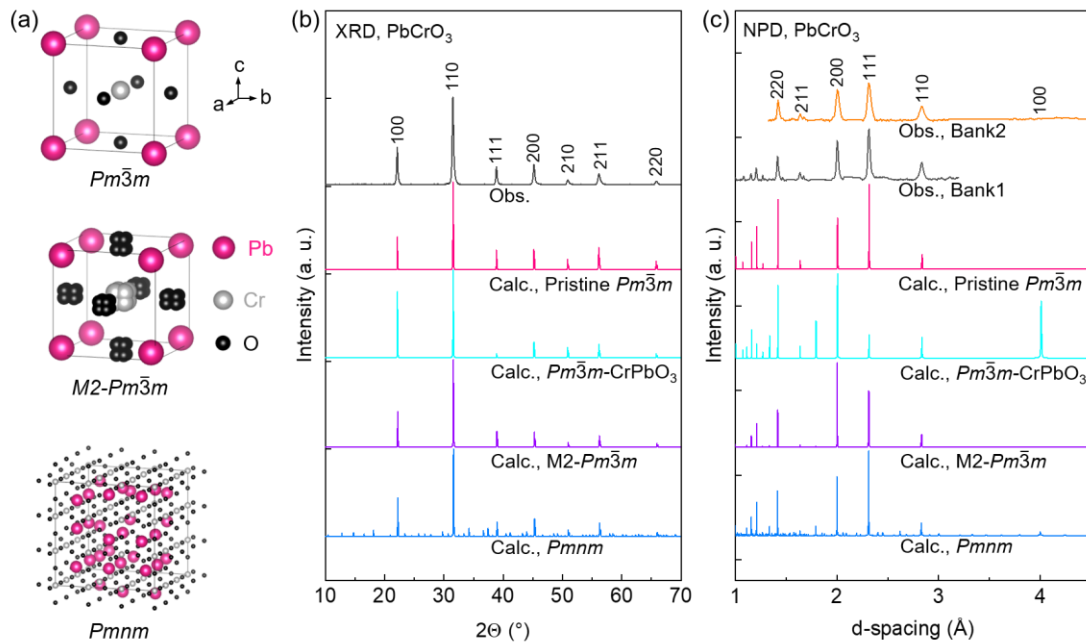 (a)
Pm3̅m
c
a
b
M2-Pm3̅m
Pb
Cr
O
Pmnm
(b)
XRD, PbCrO₃
100
110
111
200
210
211
220
Obs.
Calc., Pristine Pm3̅m
Calc., Pm3̅m-CrPbO₃
Calc., M2-Pm3̅m
Calc., Pmnm
Intensity (a. u.)
10 20 30 40 50 60 70
2Θ (°)
(c)
NPD, PbCrO₃
220
211
200
111
110
100
Obs., Bank2
Obs., Bank1
Calc., Pristine Pm3̅m
Calc., Pm3̅m-CrPbO₃
Calc., M2-Pm3̅m
Calc., Pmnm
Intensity (a. u.)
1 2 3 4
d-spacing (Å)